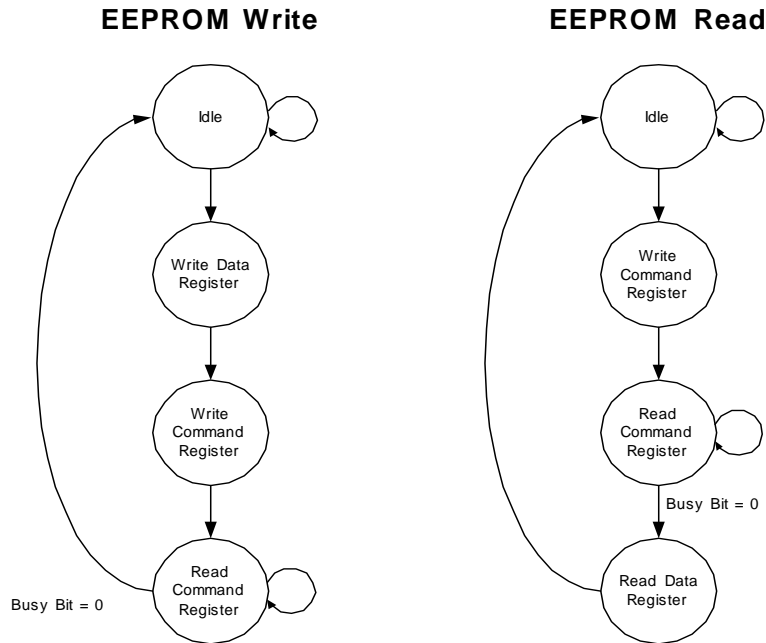 EEPROM Write
Idle
Write Data
Register
Write
Command
Register
Read
Command
Register
Busy Bit = 0
EEPROM Read
Idle
Write
Command
Register
Read
Command
Register
Busy Bit = 0
Read Data
Register